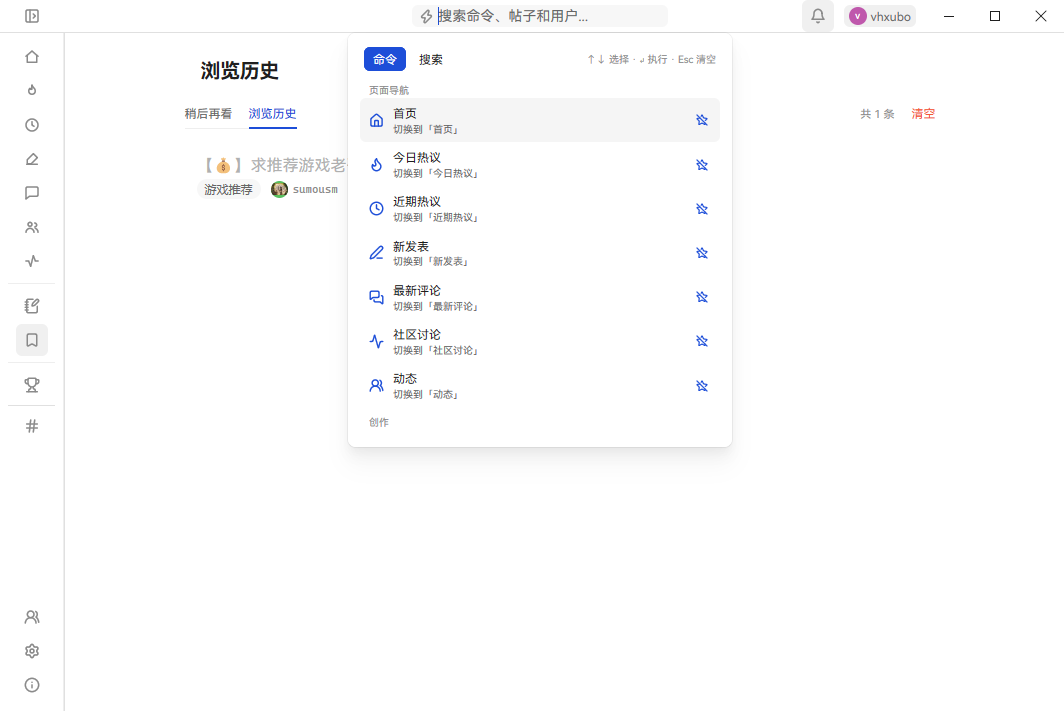 搜索命令、帖子和用户...
v vhxubo
浏览历史
稍后再看 浏览历史
共 1 条 清空
【💰】求推荐游戏老
游戏推荐 sumousm
命令 搜索
↑↓ 选择 · ↲ 执行 · Esc 清空
页面导航
首页
切换到「首页」
今日热议
切换到「今日热议」
近期热议
切换到「近期热议」
新发表
切换到「新发表」
最新评论
切换到「最新评论」
社区讨论
切换到「社区讨论」
动态
切换到「动态」
创作